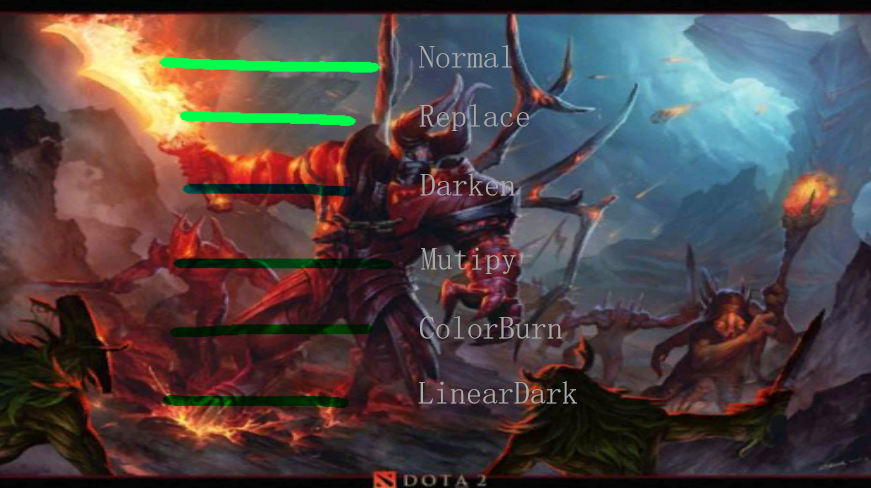 Normal
Replace
Darken
Mutipy
ColorBurn
LinearDark
DOTA 2